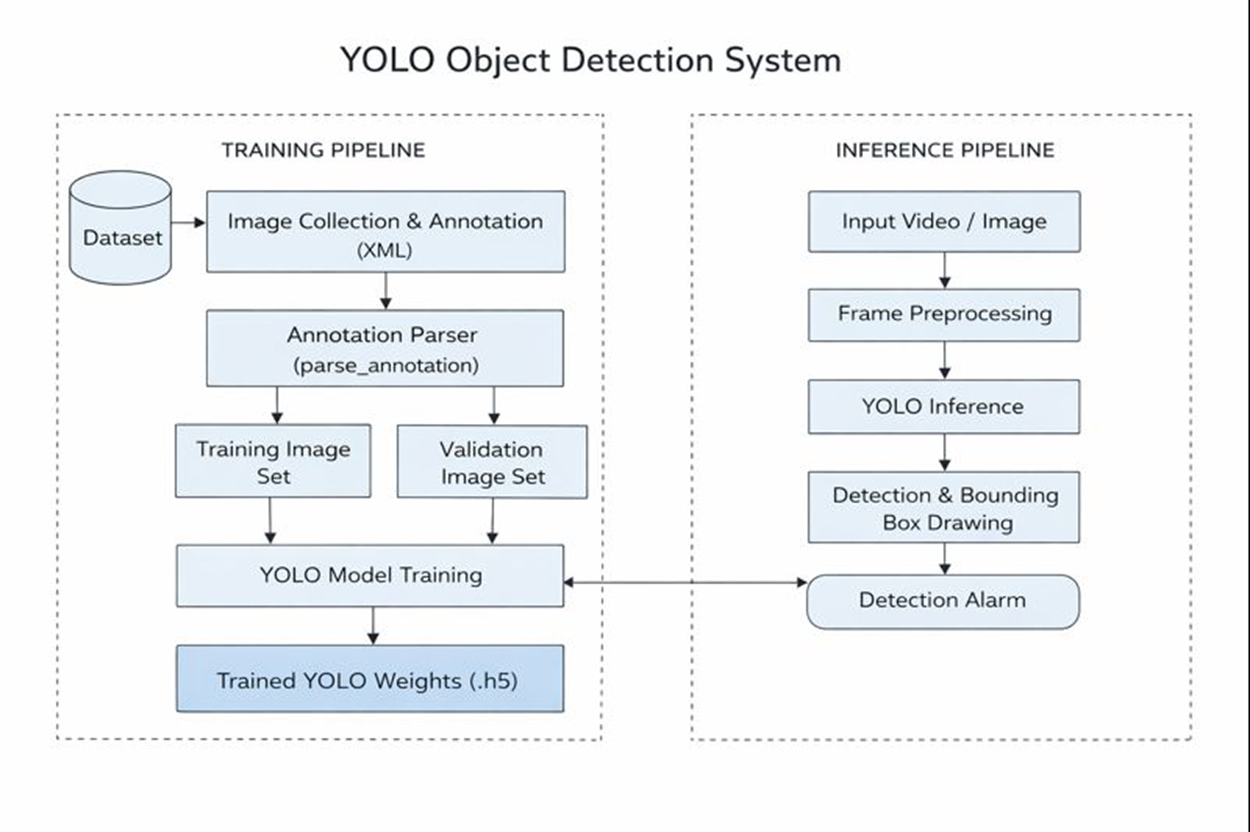 YOLO Object Detection System
TRAINING PIPELINE
Dataset
Image Collection & Annotation
(XML)
Annotation Parser
(parse_annotation)
Training Image
Set
Validation
Image Set
YOLO Model Training
Trained YOLO Weights (.h5)
INFERENCE PIPELINE
Input Video / Image
Frame Preprocessing
YOLO Inference
Detection & Bounding
Box Drawing
Detection Alarm